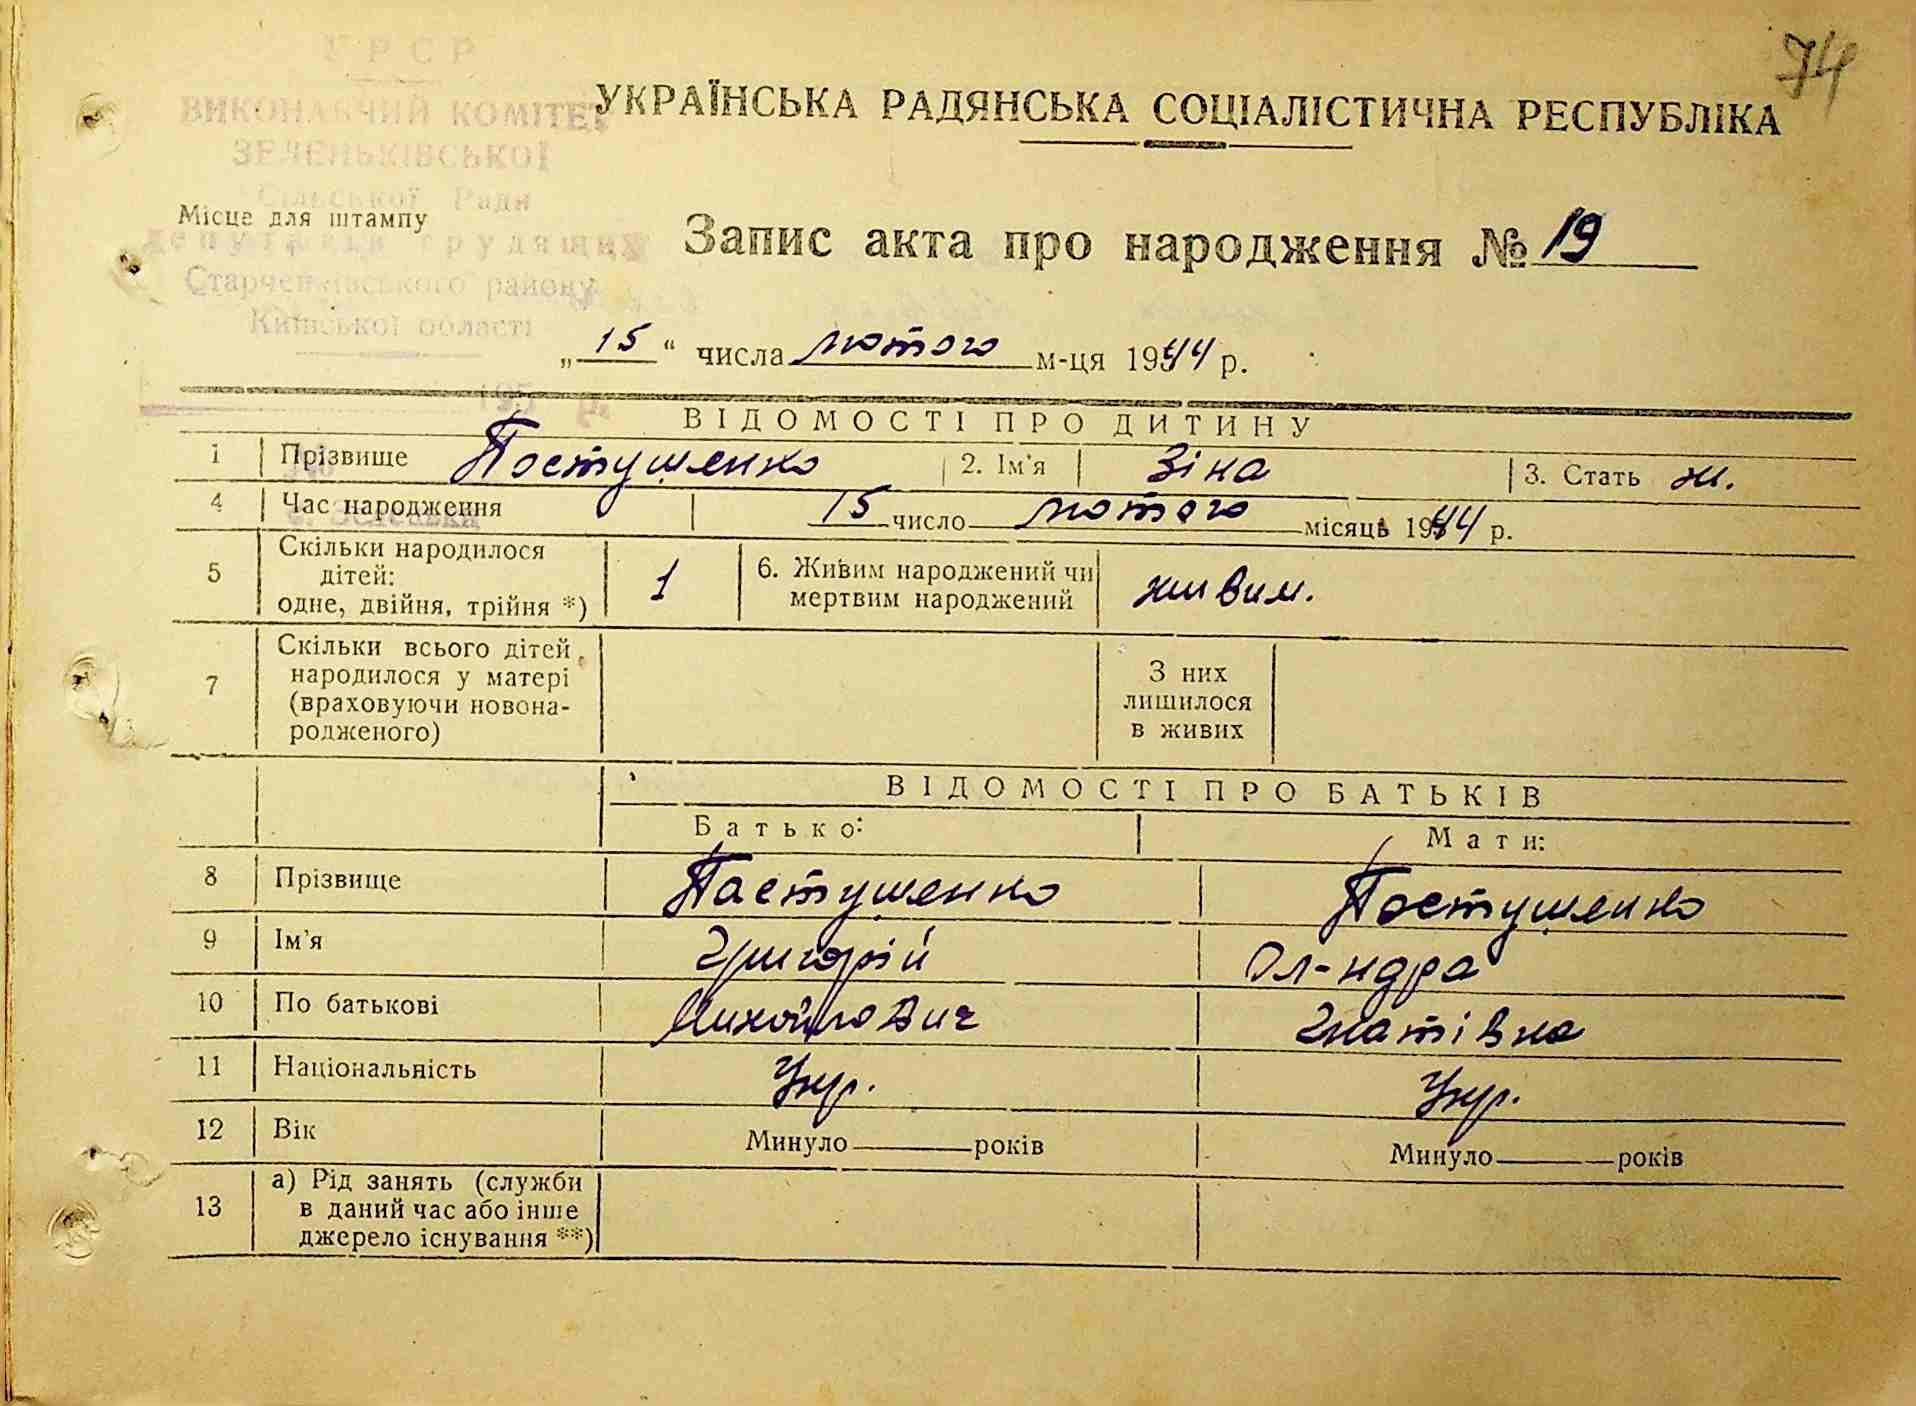 74
УРСР
ВИКОНАВЧИЙ КОМІТЕТ
УКРАЇНСЬКА РАДЯНСЬКА СОЦІАЛІСТИЧНА РЕСПУБЛІКА
ЗЕЛЕНЬКІВСЬКОЇ
Сільської Ради
Місце для штампу
депутатів трудящих
Запис акта про народження № 19
Старченківського району
Київської області
„15“ числа лютого м-ця 1944 р.
195 р.
ВІДОМОСТІ ПРО ДИТИНУ
1 Прізвище Пастушенко 2. Ім'я Зіна 3. Стать ж.
4 Час народження 15 число лютого місяць 1944 р.
5 Скільки народилося дітей: одне, двійня, трійня *) 1 6. Живим народжений чи мертвим народжений живим.
7 Скільки всього дітей народилося у матері (враховуючи новонародженого) З них лишилося в живих
ВІДОМОСТІ ПРО БАТЬКІВ
Батько: Мати:
8 Прізвище Пастушенко Пастушенко
9 Ім'я Григорій Ол-ндра
10 По батькові Михайлович Гнатівна
11 Національність Укр. Укр.
12 Вік Минуло років Минуло років
13 а) Рід занять (служби в даний час або інше джерело існування **)